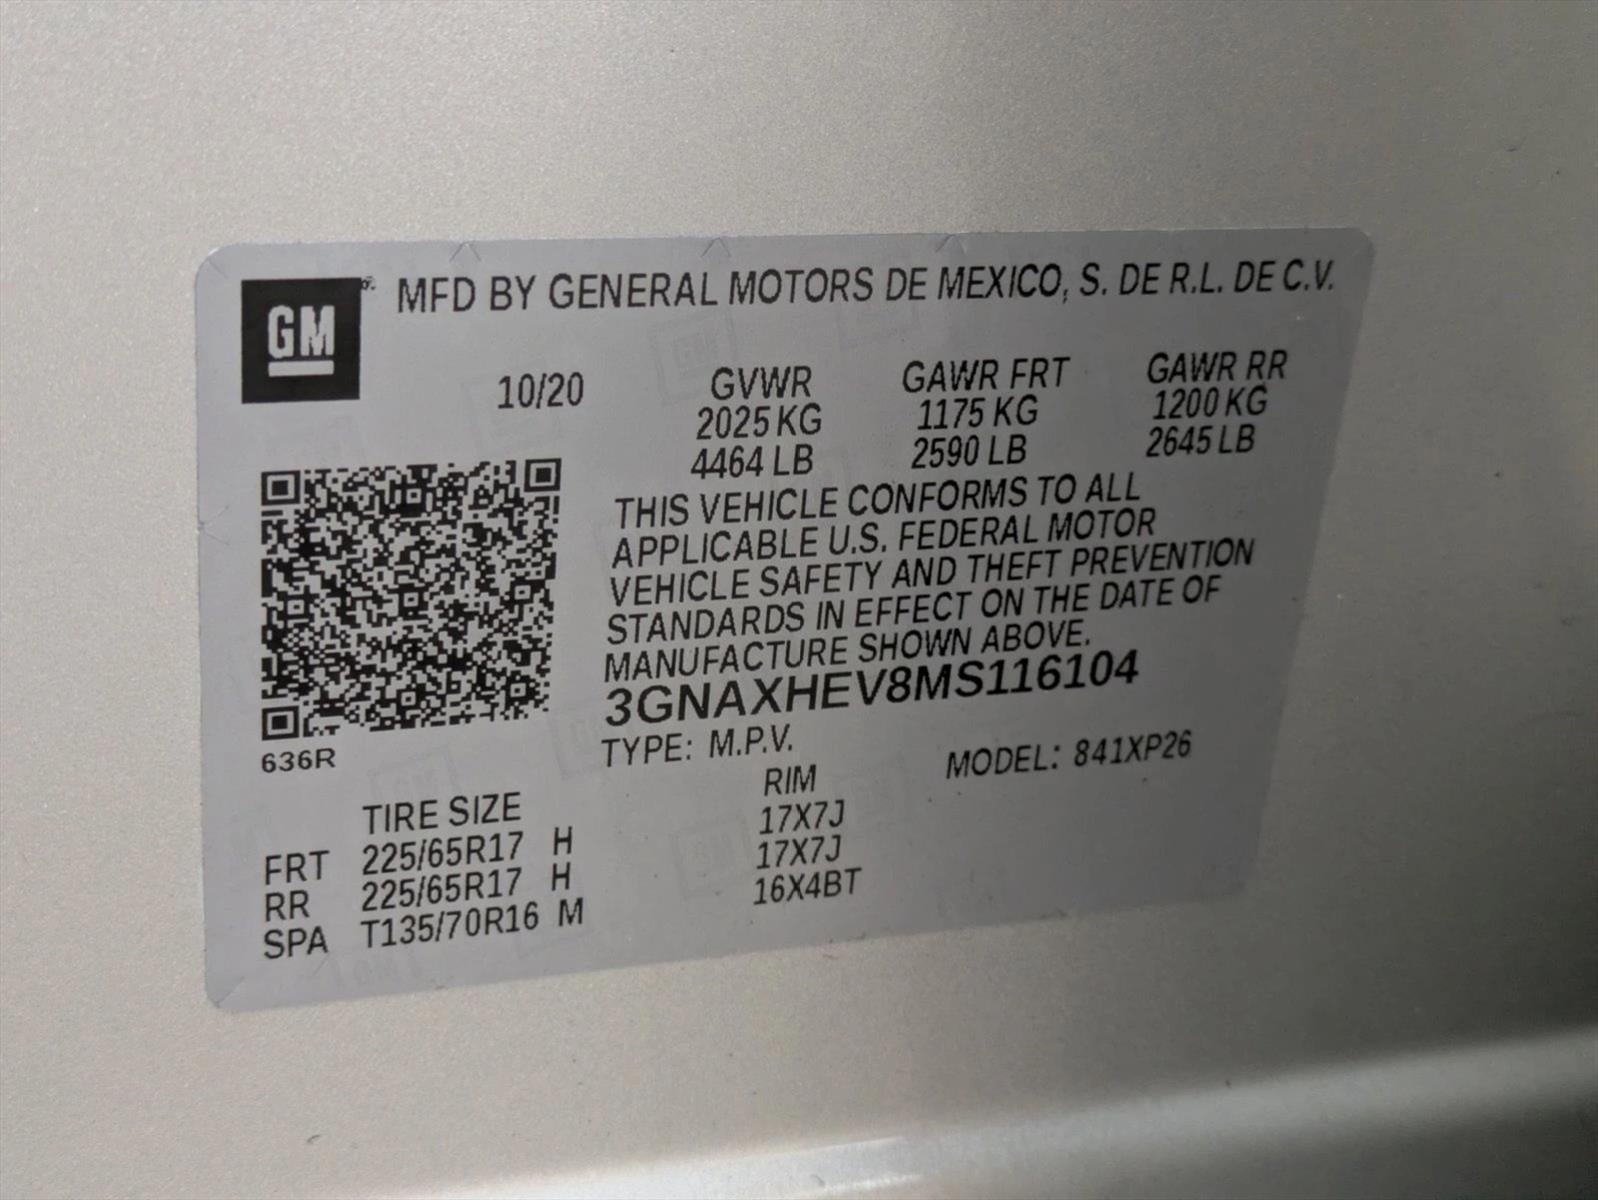 GM
MFD BY GENERAL MOTORS DE MEXICO, S. DE R.L. DE C.V.
10/20 GVWR GAWR FRT GAWR RR
2025 KG 1175 KG 1200 KG
4464 LB 2590 LB 2645 LB
THIS VEHICLE CONFORMS TO ALL
APPLICABLE U.S. FEDERAL MOTOR
VEHICLE SAFETY AND THEFT PREVENTION
STANDARDS IN EFFECT ON THE DATE OF
MANUFACTURE SHOWN ABOVE.
3GNAXHEV8MS116104
636R
TYPE: M.P.V. MODEL: 841XP26
TIRE SIZE RIM
FRT 225/65R17 H 17X7J
RR 225/65R17 H 17X7J
SPA T135/70R16 M 16X4BT